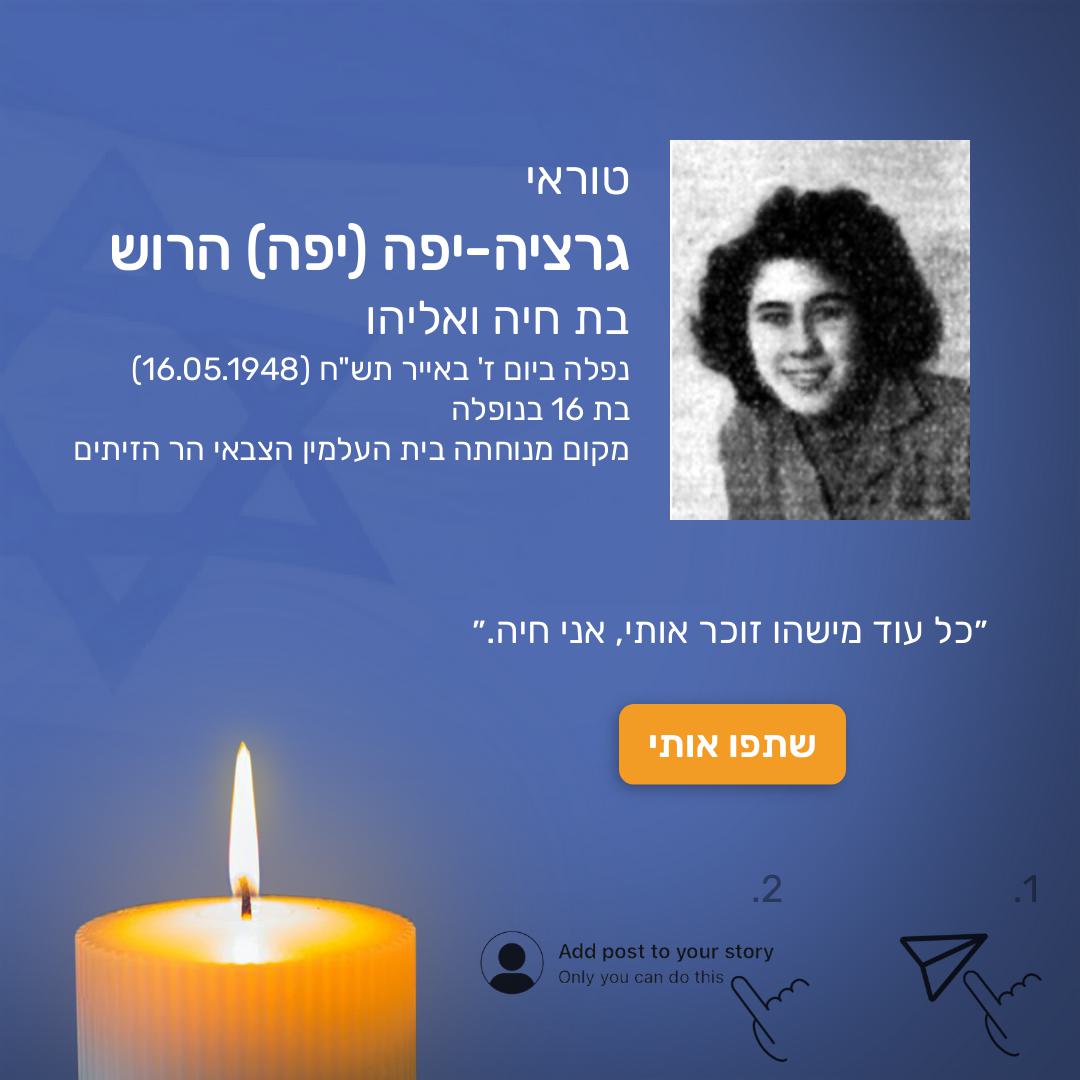 טוראי
גרציה-יפה (יפה) הרוש
בת חיה ואליהו
נפלה ביום ז' באייר תש"ח (16.05.1948)
בת 16 בנופלה
מקום מנוחתה בית העלמין הצבאי הר הזיתים
״כל עוד מישהו זוכר אותי, אני חיה.״
שתפו אותי
.1
.2
Add post to your story
Only you can do this